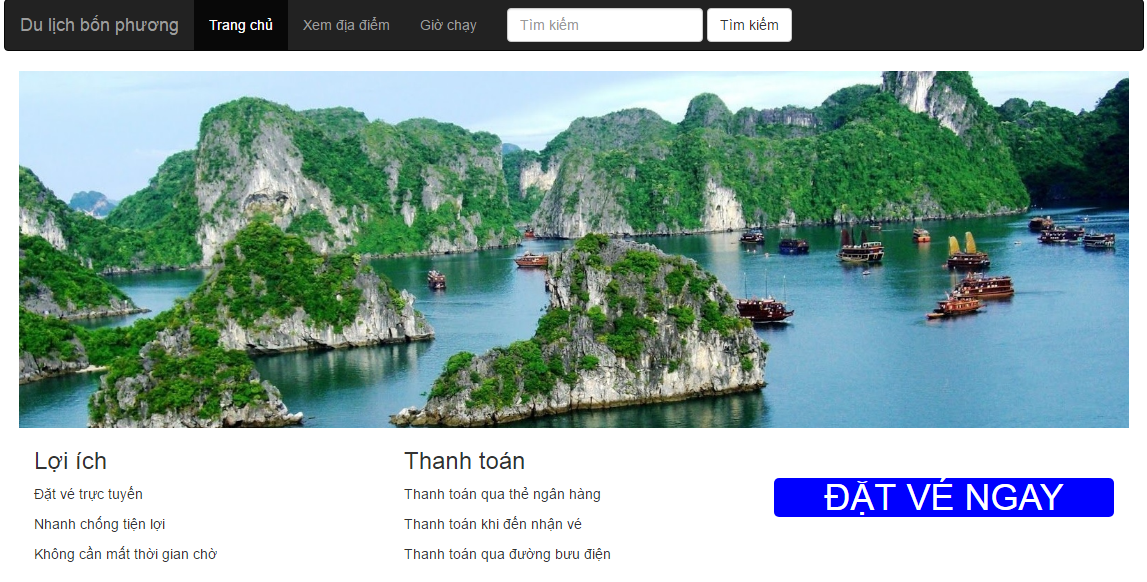 Du lịch bốn phương Trang chủ Xem địa điểm Giờ chạy Tìm kiếm Tìm kiếm
Lợi ích
Đặt vé trực tuyến
Nhanh chống tiện lợi
Không cần mất thời gian chờ
Thanh toán
Thanh toán qua thẻ ngân hàng
Thanh toán khi đến nhận vé
Thanh toán qua đường bưu điện
ĐẶT VÉ NGAY